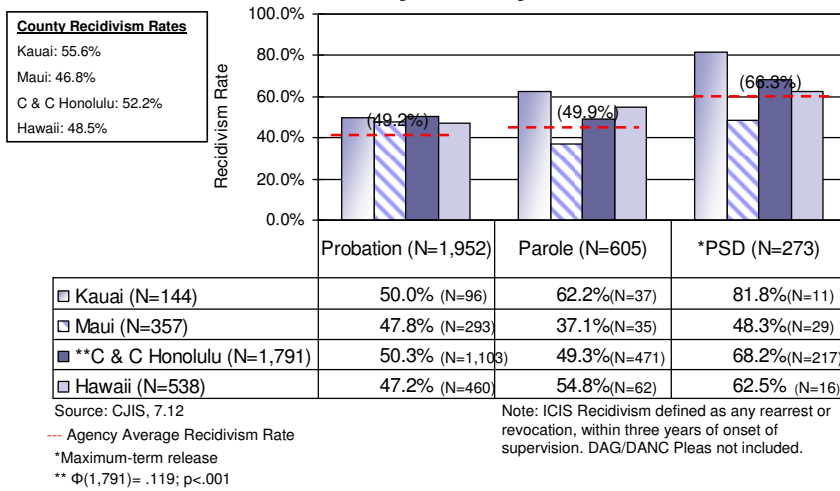 County Recidivism Rates
Kauai: 55.6%
Maui: 46.8%
C & C Honolulu: 52.2%
Hawaii: 48.5%
Recidivism Rate
100.0%
80.0%
60.0%
40.0%
20.0%
0.0%
(49.2%)
(49.9%)
(66.3%)
Probation (N=1,952) Parole (N=605) *PSD (N=273)
Kauai (N=144) 50.0% (N=96) 62.2%(N=37) 81.8%(N=11)
Maui (N=357) 47.8% (N=293) 37.1%(N=35) 48.3%(N=29)
**C & C Honolulu (N=1,791) 50.3% (N=1,103) 49.3%(N=471) 68.2%(N=217)
Hawaii (N=538) 47.2% (N=460) 54.8%(N=62) 62.5% (N=16)
Source: CJIS, 7.12
--- Agency Average Recidivism Rate
*Maximum-term release
** Φ(1,791)= .119; p<.001
Note: ICIS Recidivism defined as any rearrest or
revocation, within three years of onset of
supervision. DAG/DANC Pleas not included.